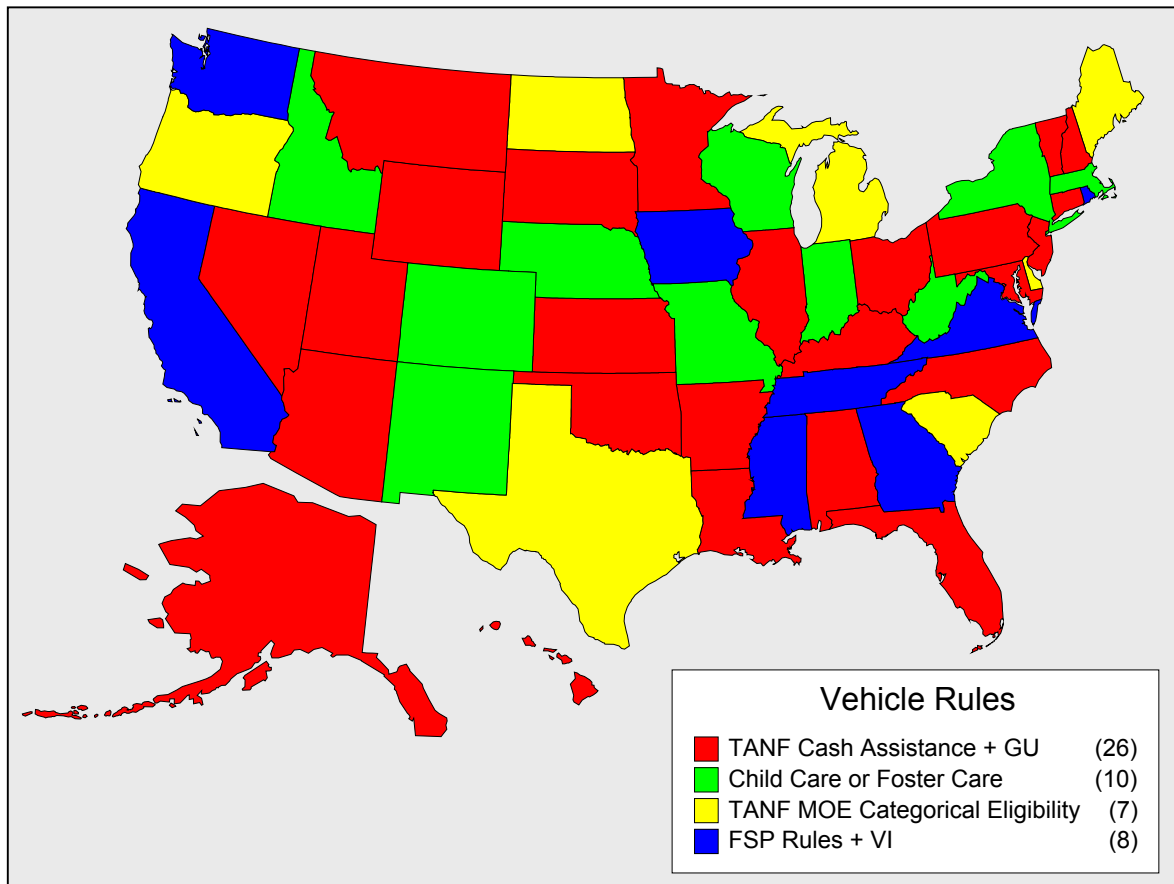 Vehicle Rules
TANF Cash Assistance + GU (26)
Child Care or Foster Care (10)
TANF MOE Categorical Eligibility (7)
FSP Rules + VI (8)